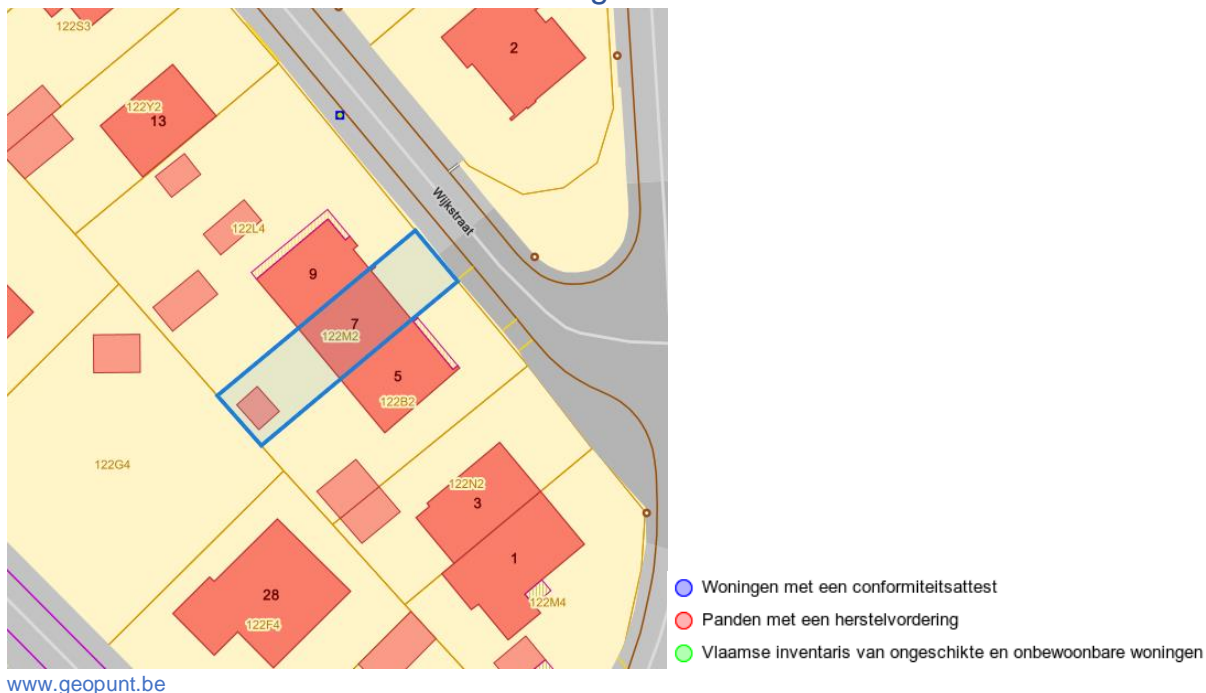 122S3
2
122Y2
13
Wijkstraat
122L4
9
7
122M2
5
122B2
122G4
122N2
3
1
28
122M4
122F4
Woningen met een conformiteitsattest
Panden met een herstelvordering
Vlaamse inventaris van ongeschikte en onbewoonbare woningen
www.geopunt.be